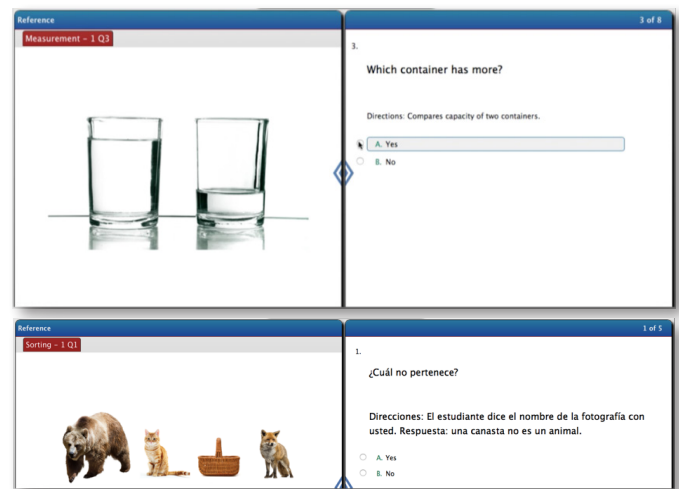 Reference
3 of 8
Measurement – 1 Q3
3.
Which container has more?
Directions: Compares capacity of two containers.
A. Yes
B. No
Reference
1 of 5
Sorting – 1 Q1
1.
¿Cuál no pertenece?
Direcciones: El estudiante dice el nombre de la fotografía con
usted. Respuesta: una canasta no es un animal.
A. Yes
B. No